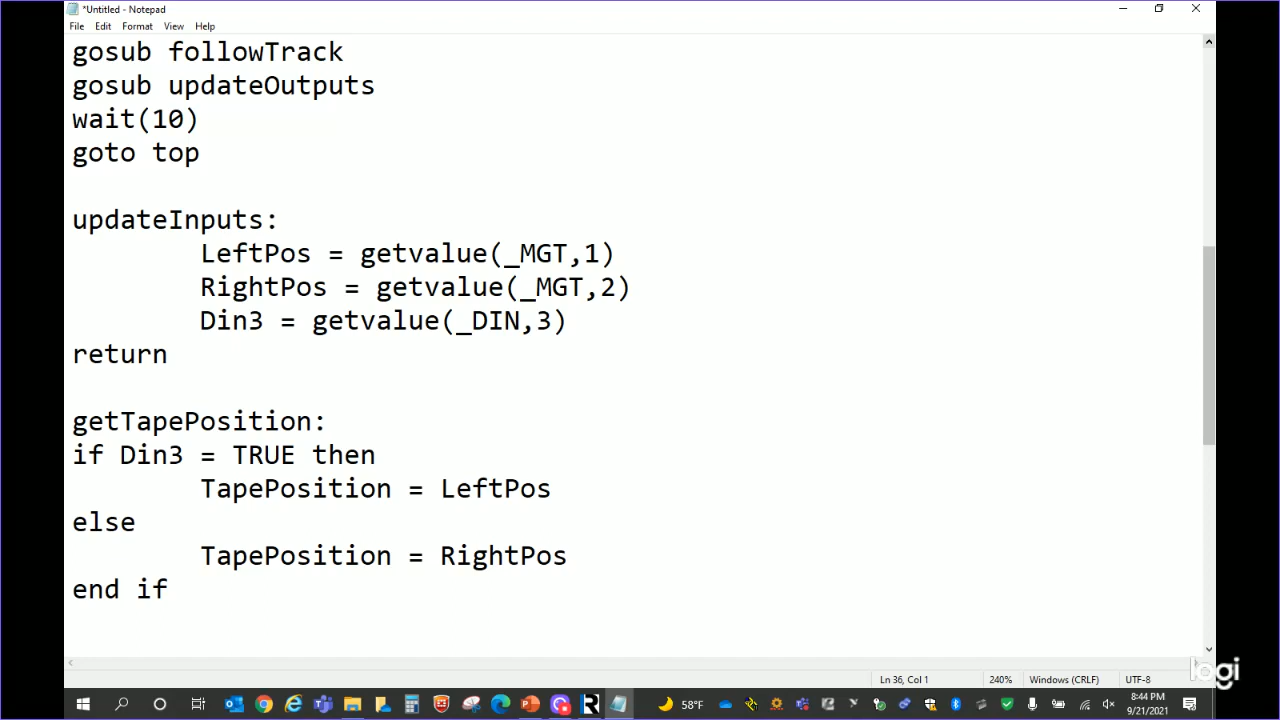 *Untitled - Notepad
File Edit Format View Help
gosub followTrack
gosub updateOutputs
wait(10)
goto top
updateInputs:
LeftPos = getvalue(_MGT,1)
RightPos = getvalue(_MGT,2)
Din3 = getvalue(_DIN,3)
return
getTapePosition:
if Din3 = TRUE then
TapePosition = LeftPos
else
TapePosition = RightPos
end if
Ln 36, Col 1 240% Windows (CRLF) UTF-8
logi
58°F 8:44 PM
9/21/2021